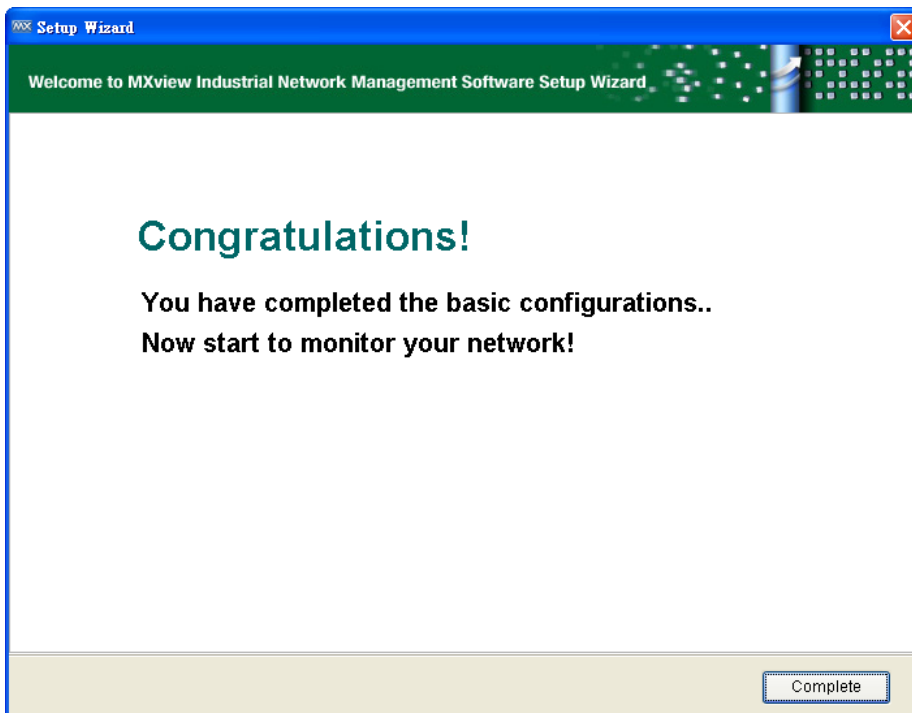 MX Setup Wizard
Welcome to MXview Industrial Network Management Software Setup Wizard
Congratulations!
You have completed the basic configurations..
Now start to monitor your network!
Complete